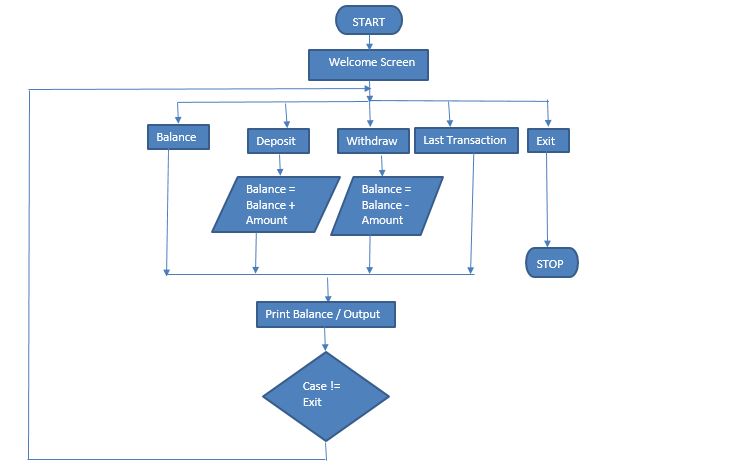 START
Welcome Screen
Balance
Deposit
Withdraw
Last Transaction
Exit
Balance =
Balance +
Amount
Balance =
Balance -
Amount
STOP
Print Balance / Output
Case !=
Exit